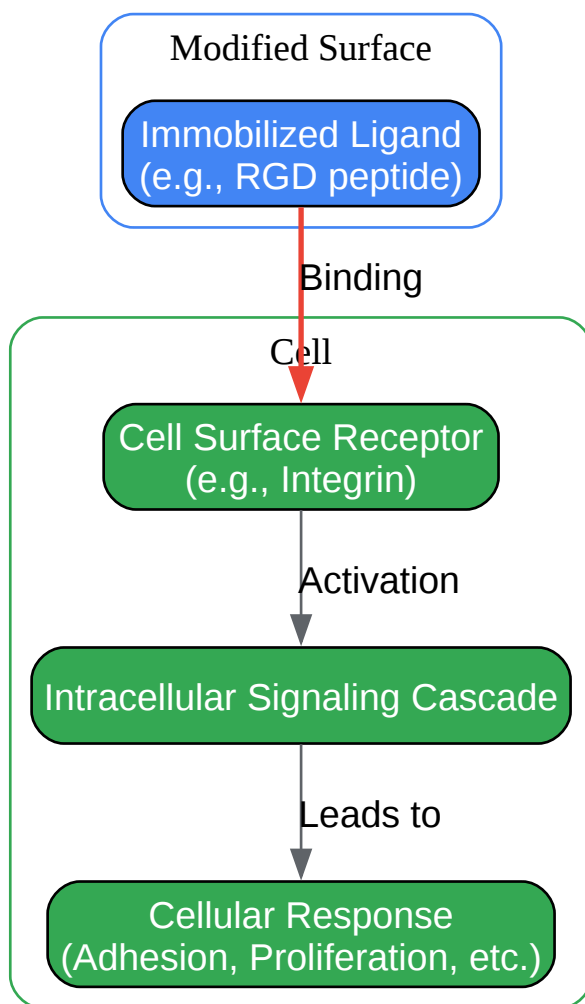 Modified Surface
Immobilized Ligand
(e.g., RGD peptide)
Binding
Cell
Cell Surface Receptor
(e.g., Integrin)
Activation
Intracellular Signaling Cascade
Leads to
Cellular Response
(Adhesion, Proliferation, etc.)